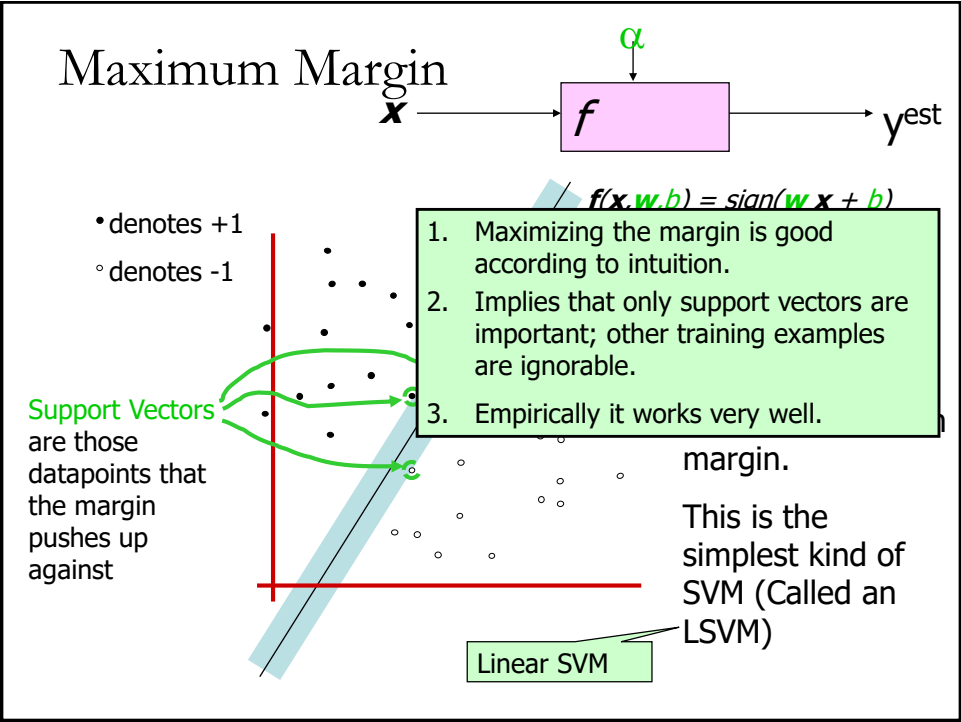 Maximum Margin
α
x
f
yest
f(x,w,b) = sign(w x + b)
• denotes +1
° denotes -1
1. Maximizing the margin is good
according to intuition.
2. Implies that only support vectors are
important; other training examples
are ignorable.
3. Empirically it works very well.
Support Vectors
are those
datapoints that
the margin
pushes up
against
margin.
This is the
simplest kind of
SVM (Called an
LSVM)
Linear SVM